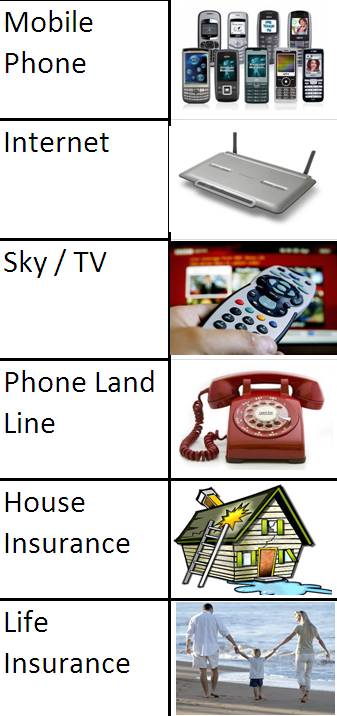 Mobile
Phone
Internet
Sky / TV
Phone Land
Line
House
Insurance
Life
Insurance